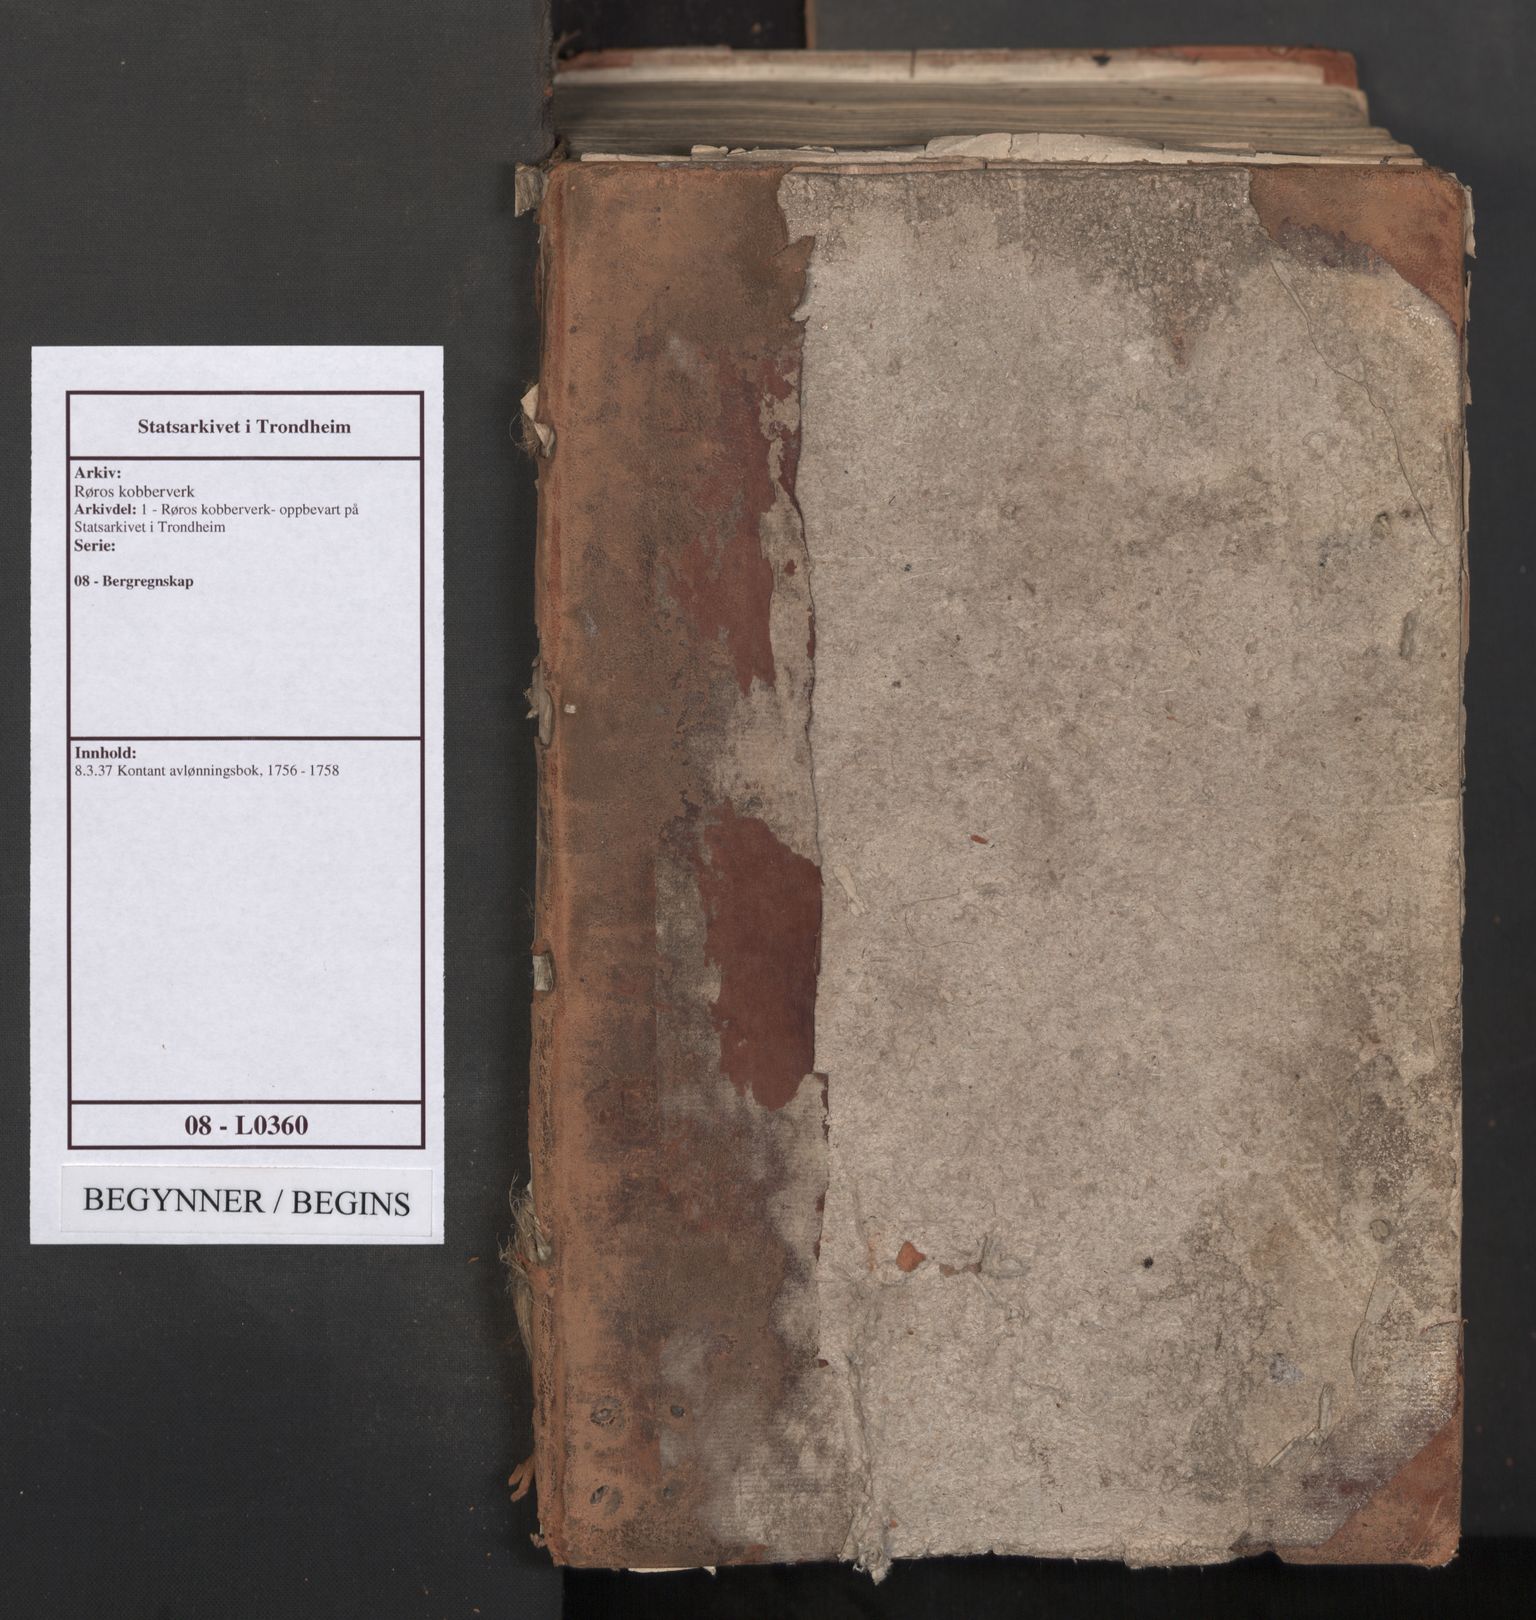 Statsarkivet i Trondheim
Arkiv:
Røros kobberverk
Arkivdel: 1 - Røros kobberverk- oppbevart på
Statsarkivet i Trondheim
Serie:
08 - Bergregnskap
Innhold:
8.3.37 Kontant avlønningsbok, 1756 - 1758
08 - L0360
BEGYNNER / BEGINS